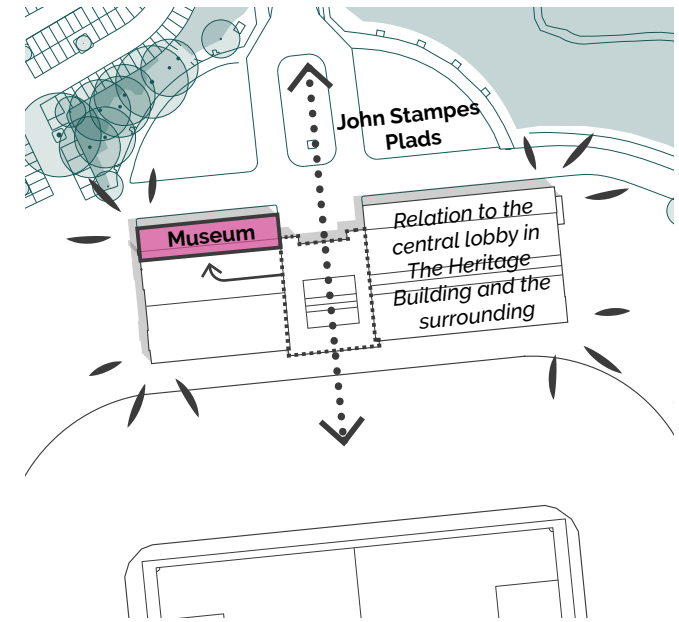 John Stampes
Plads
Museum
Relation to the
central lobby in
The Heritage
Building and the
surrounding